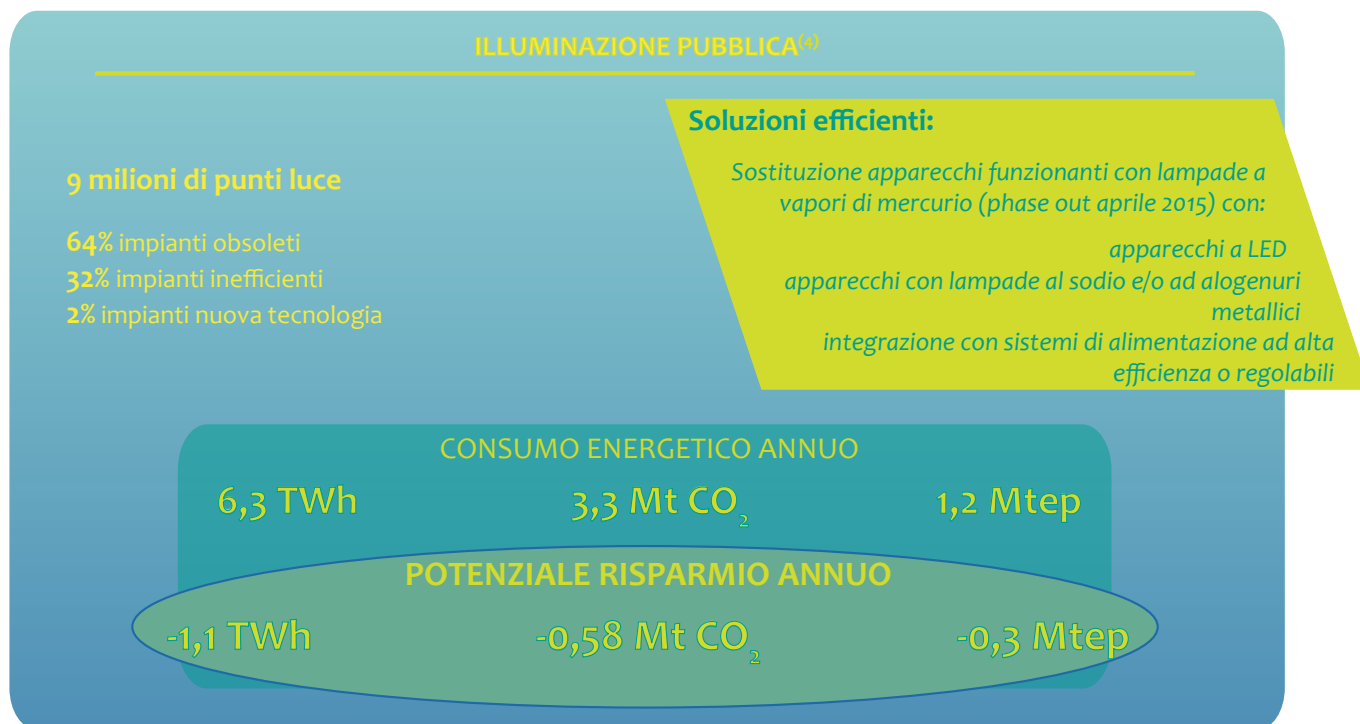 ILLUMINAZIONE PUBBLICA(4)
9 milioni di punti luce
64% impianti obsoleti
32% impianti inefficienti
2% impianti nuova tecnologia
Soluzioni efficienti:
Sostituzione apparecchi funzionanti con lampade a
vapori di mercurio (phase out aprile 2015) con:
apparecchi a LED
apparecchi con lampade al sodio e/o ad alogenuri
metallici
integrazione con sistemi di alimentazione ad alta
efficienza o regolabili
CONSUMO ENERGETICO ANNUO
6,3 TWh 3,3 Mt CO2 1,2 Mtep
POTENZIALE RISPARMIO ANNUO
-1,1 TWh -0,58 Mt CO2 -0,3 Mtep